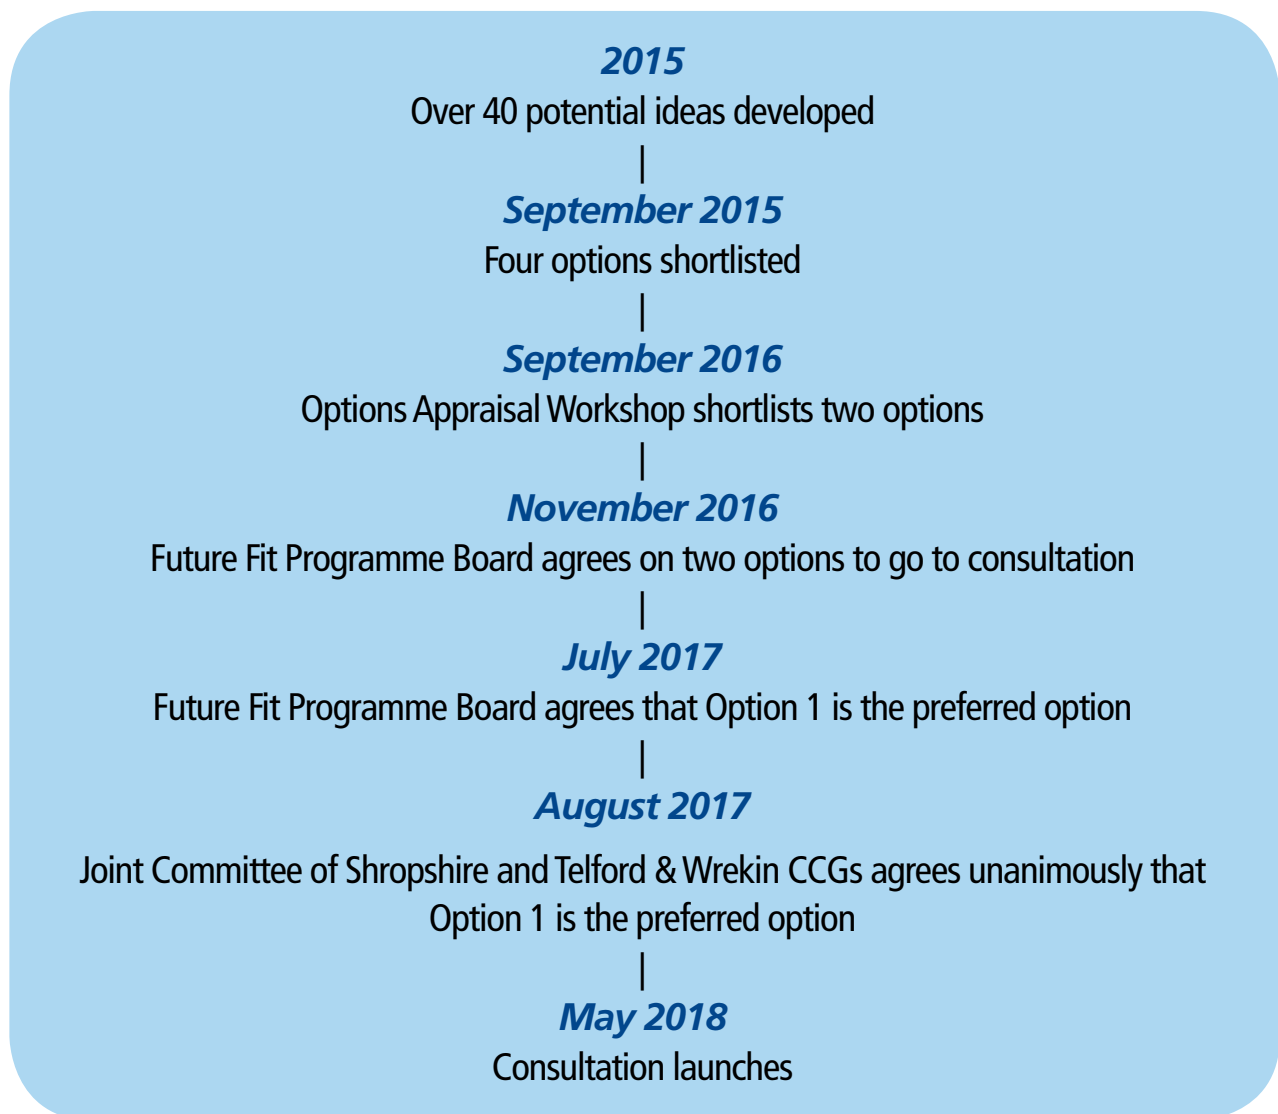 2015
Over 40 potential ideas developed
September 2015
Four options shortlisted
September 2016
Options Appraisal Workshop shortlists two options
November 2016
Future Fit Programme Board agrees on two options to go to consultation
July 2017
Future Fit Programme Board agrees that Option 1 is the preferred option
August 2017
Joint Committee of Shropshire and Telford & Wrekin CCGs agrees unanimously that
Option 1 is the preferred option
May 2018
Consultation launches